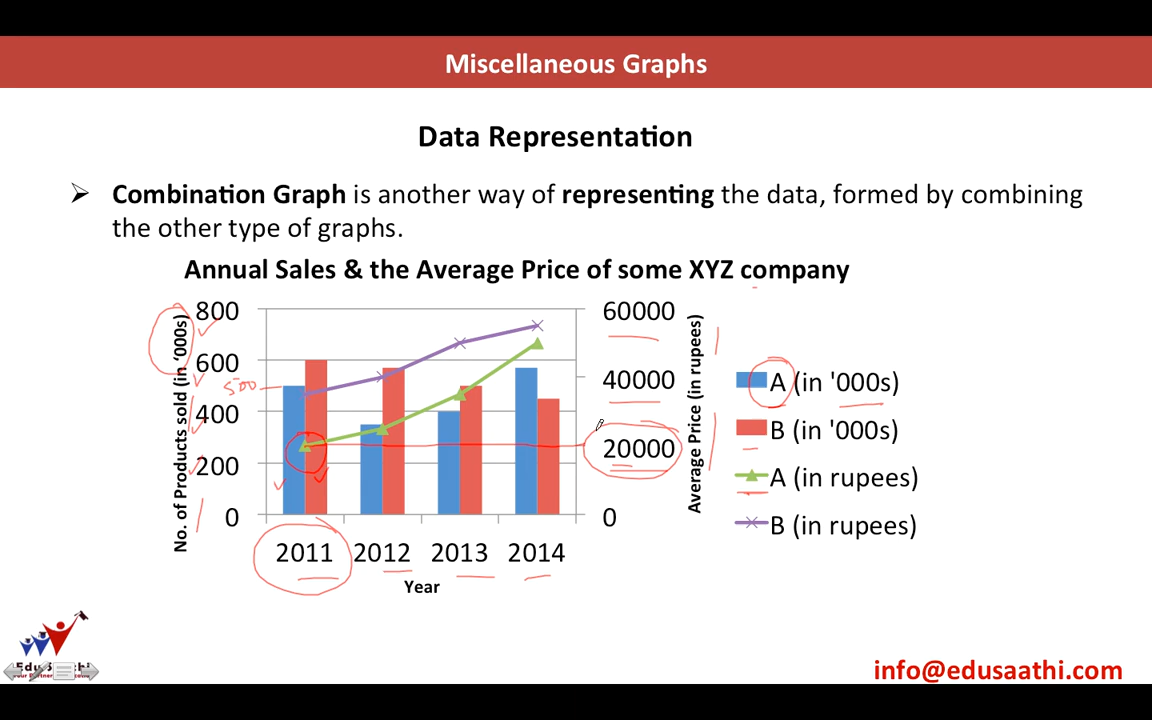 Miscellaneous Graphs
Data Representation
➢ Combination Graph is another way of representing the data, formed by combining
the other type of graphs.
Annual Sales & the Average Price of some XYZ company
No. of Products sold (in '000s)
800
600
500
400
200
0
60000
40000
20000
0
Average Price (in rupees)
2011 2012 2013 2014
Year
A (in '000s)
B (in '000s)
A (in rupees)
B (in rupees)
info@edusaathi.com